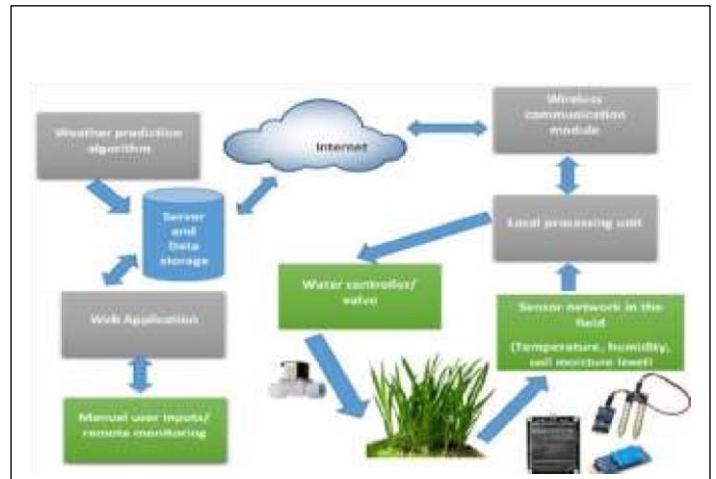 Weather prediction
algorithm
Internet
Wireless
communication
module
Server
and
Data
storage
Local processing unit
Water controller/
valve
Web Application
Sensor network in the
field
(Temperature, humidity,
soil moisture level)
Manual user inputs/
remote monitoring